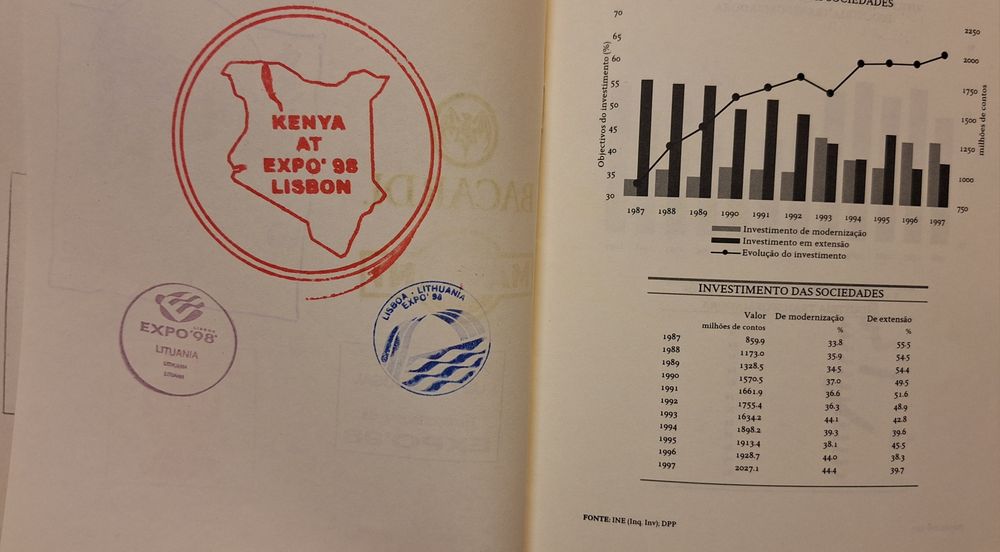 KENYA
AT
EXPO' 98
LISBON
LISBOA · LITHUANIA
EXPO' 98
LISBOA
EXPO'98
LITUANIA
LITUANIA
LITUANIA
SOCIEDADES
Objectivos do investimento (%)
70
65
60
55
50
45
40
35
30
2250
2000
1750
1500
1250
1000
750
milhões de contos
1987 1988 1989 1990 1991 1992 1993 1994 1995 1996 1997
Investimento de modernização
Investimento em extensão
Evolução do investimento
INVESTIMENTO DAS SOCIEDADES
Valor De modernização De extensão
milhões de contos % %
1987 859.9 33.8 55.5
1988 1173.0 35.9 54.5
1989 1328.5 34.5 54.4
1990 1570.5 37.0 49.5
1991 1661.9 36.6 51.6
1992 1755.4 36.3 48.9
1993 1634.2 44.1 42.8
1994 1898.2 39.3 39.6
1995 1913.4 38.1 45.5
1996 1928.7 44.0 38.3
1997 2027.1 44.4 39.7
FONTE: INE (Inq. Inv); DPP